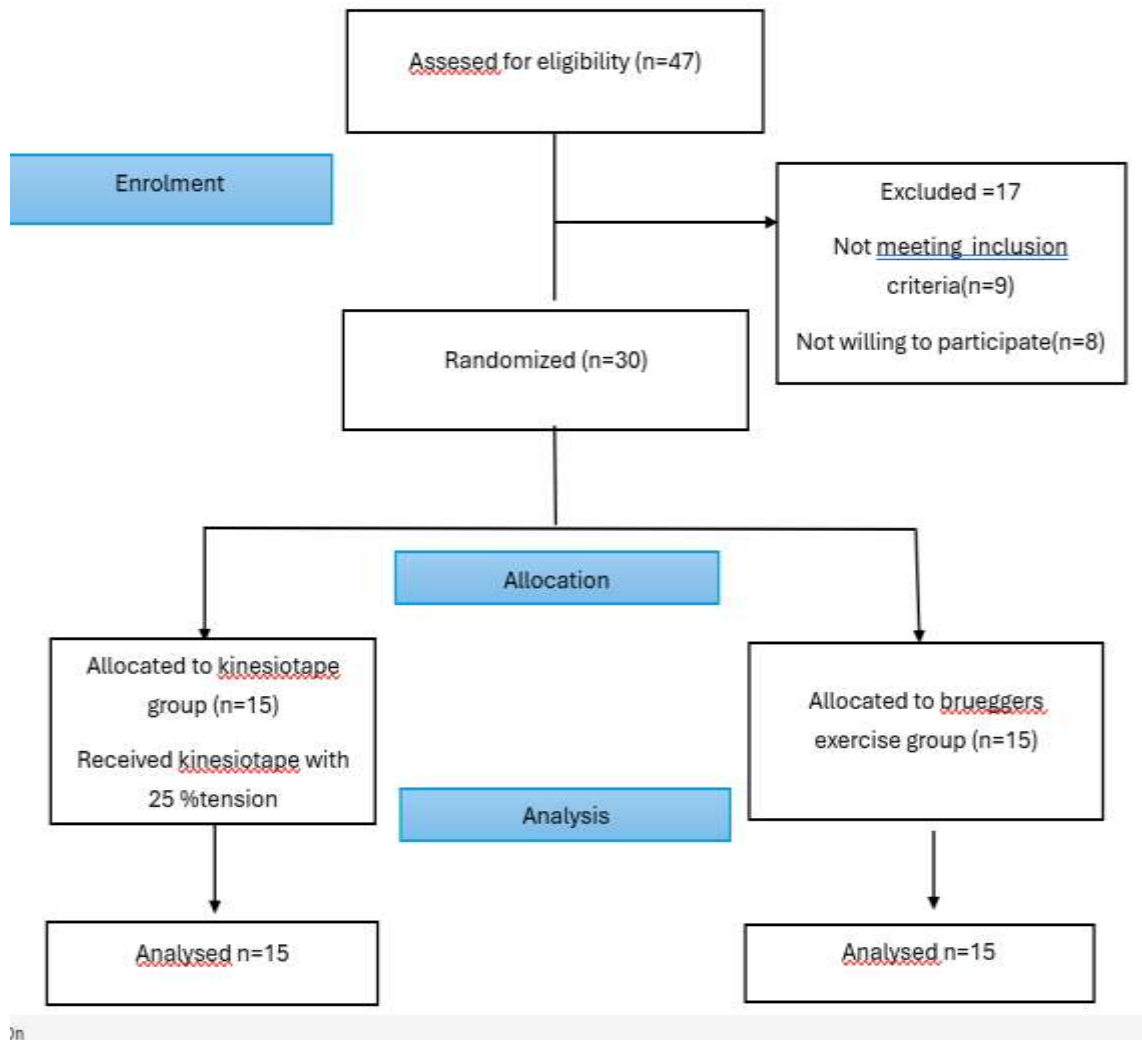 Assesed for eligibility (n=47)
Enrolment
Excluded =17
Not meeting inclusion
criteria(n=9)
Not willing to participate(n=8)
Randomized (n=30)
Allocation
Allocated to kinesiotape
group (n=15)
Received kinesiotape with
25 %tension
Allocated to brueggers
exercise group (n=15)
Analysis
Analysed n=15
Analysed n=15